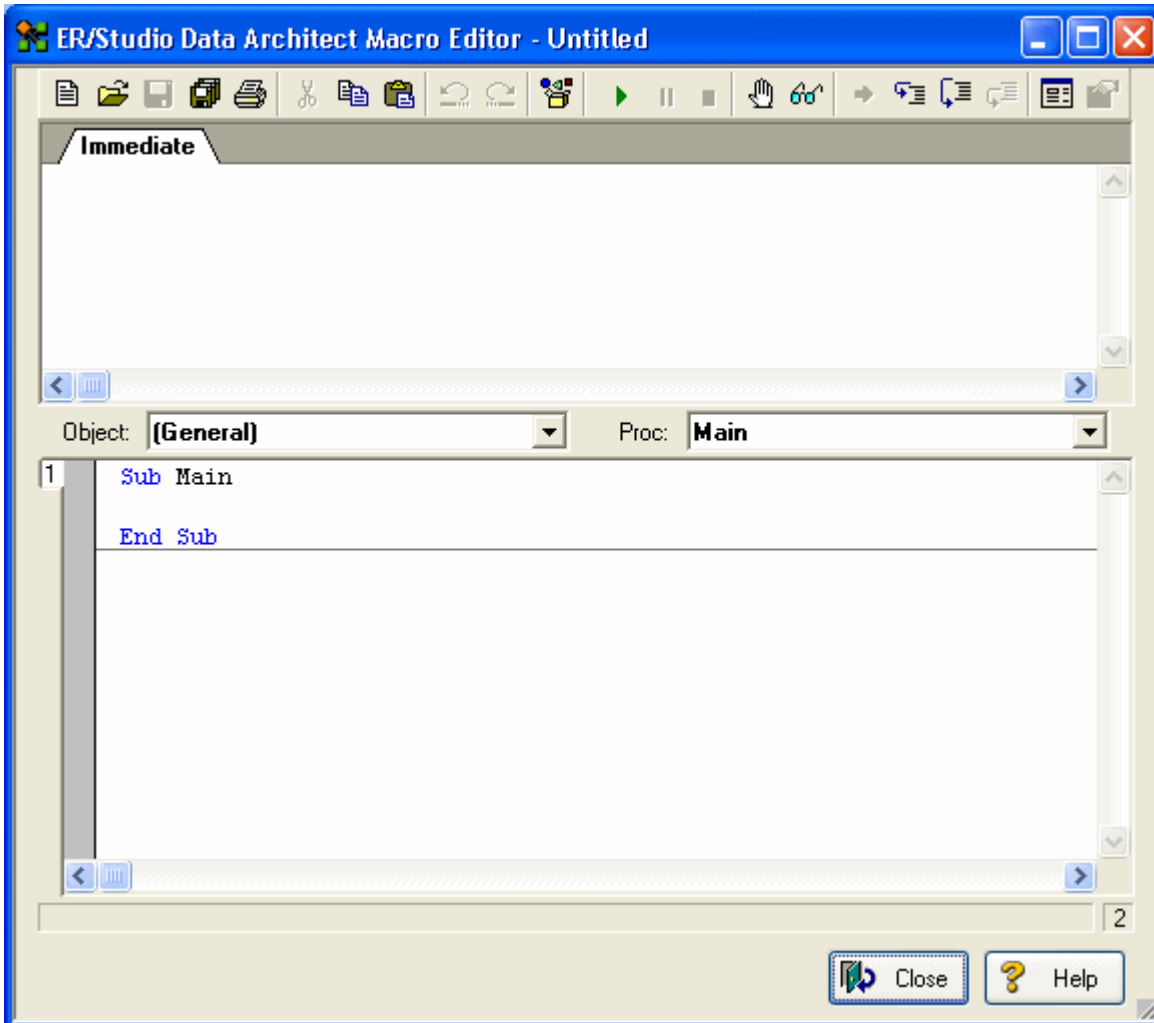 ER/Studio Data Architect Macro Editor - Untitled
Immediate
Object: (General) Proc: Main
1
Sub Main
End Sub
2
Close Help